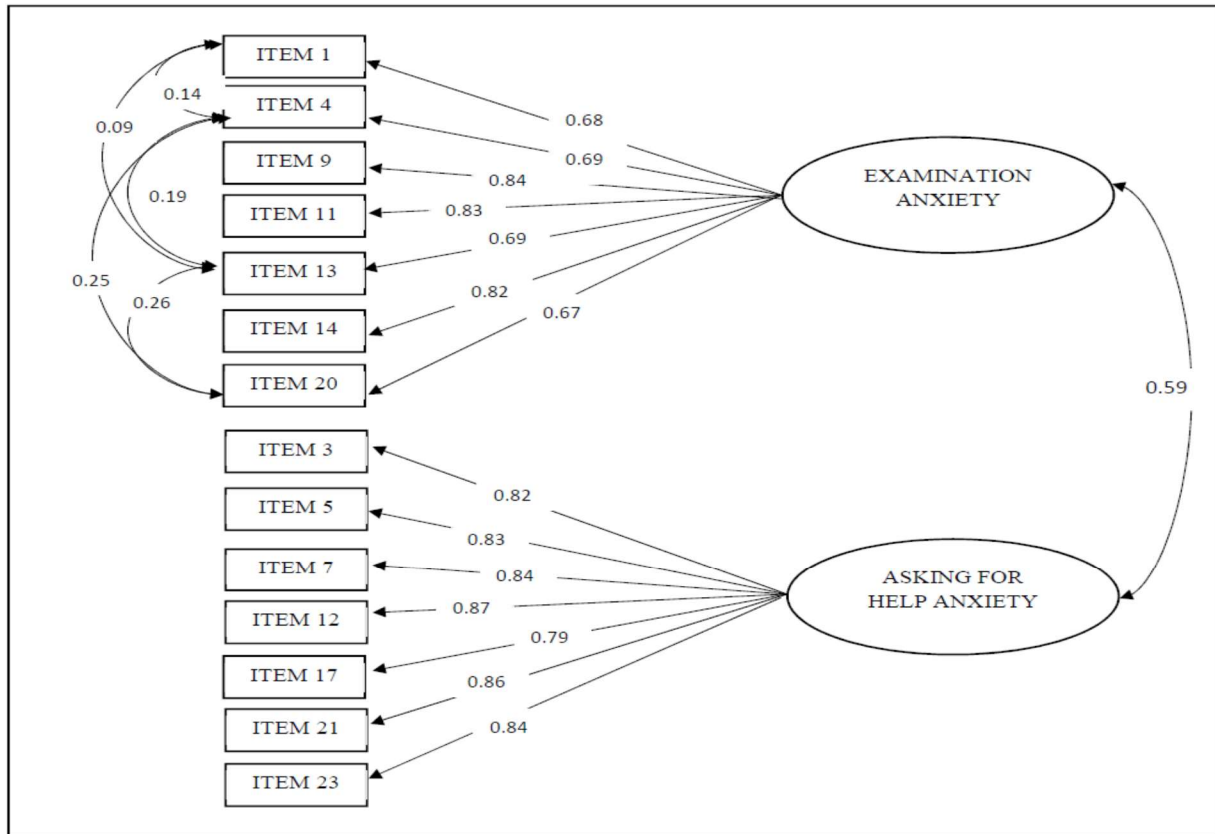 ITEM 1
0.14
ITEM 4
0.09
0.68
ITEM 9
0.69
EXAMINATION
ANXIETY
0.84
0.19
ITEM 11
0.83
0.69
ITEM 13
0.25
0.26
0.82
ITEM 14
0.67
ITEM 20
0.59
ITEM 3
0.82
ITEM 5
0.83
ITEM 7
0.84
ASKING FOR
HELP ANXIETY
ITEM 12
0.87
0.79
ITEM 17
0.86
ITEM 21
0.84
ITEM 23